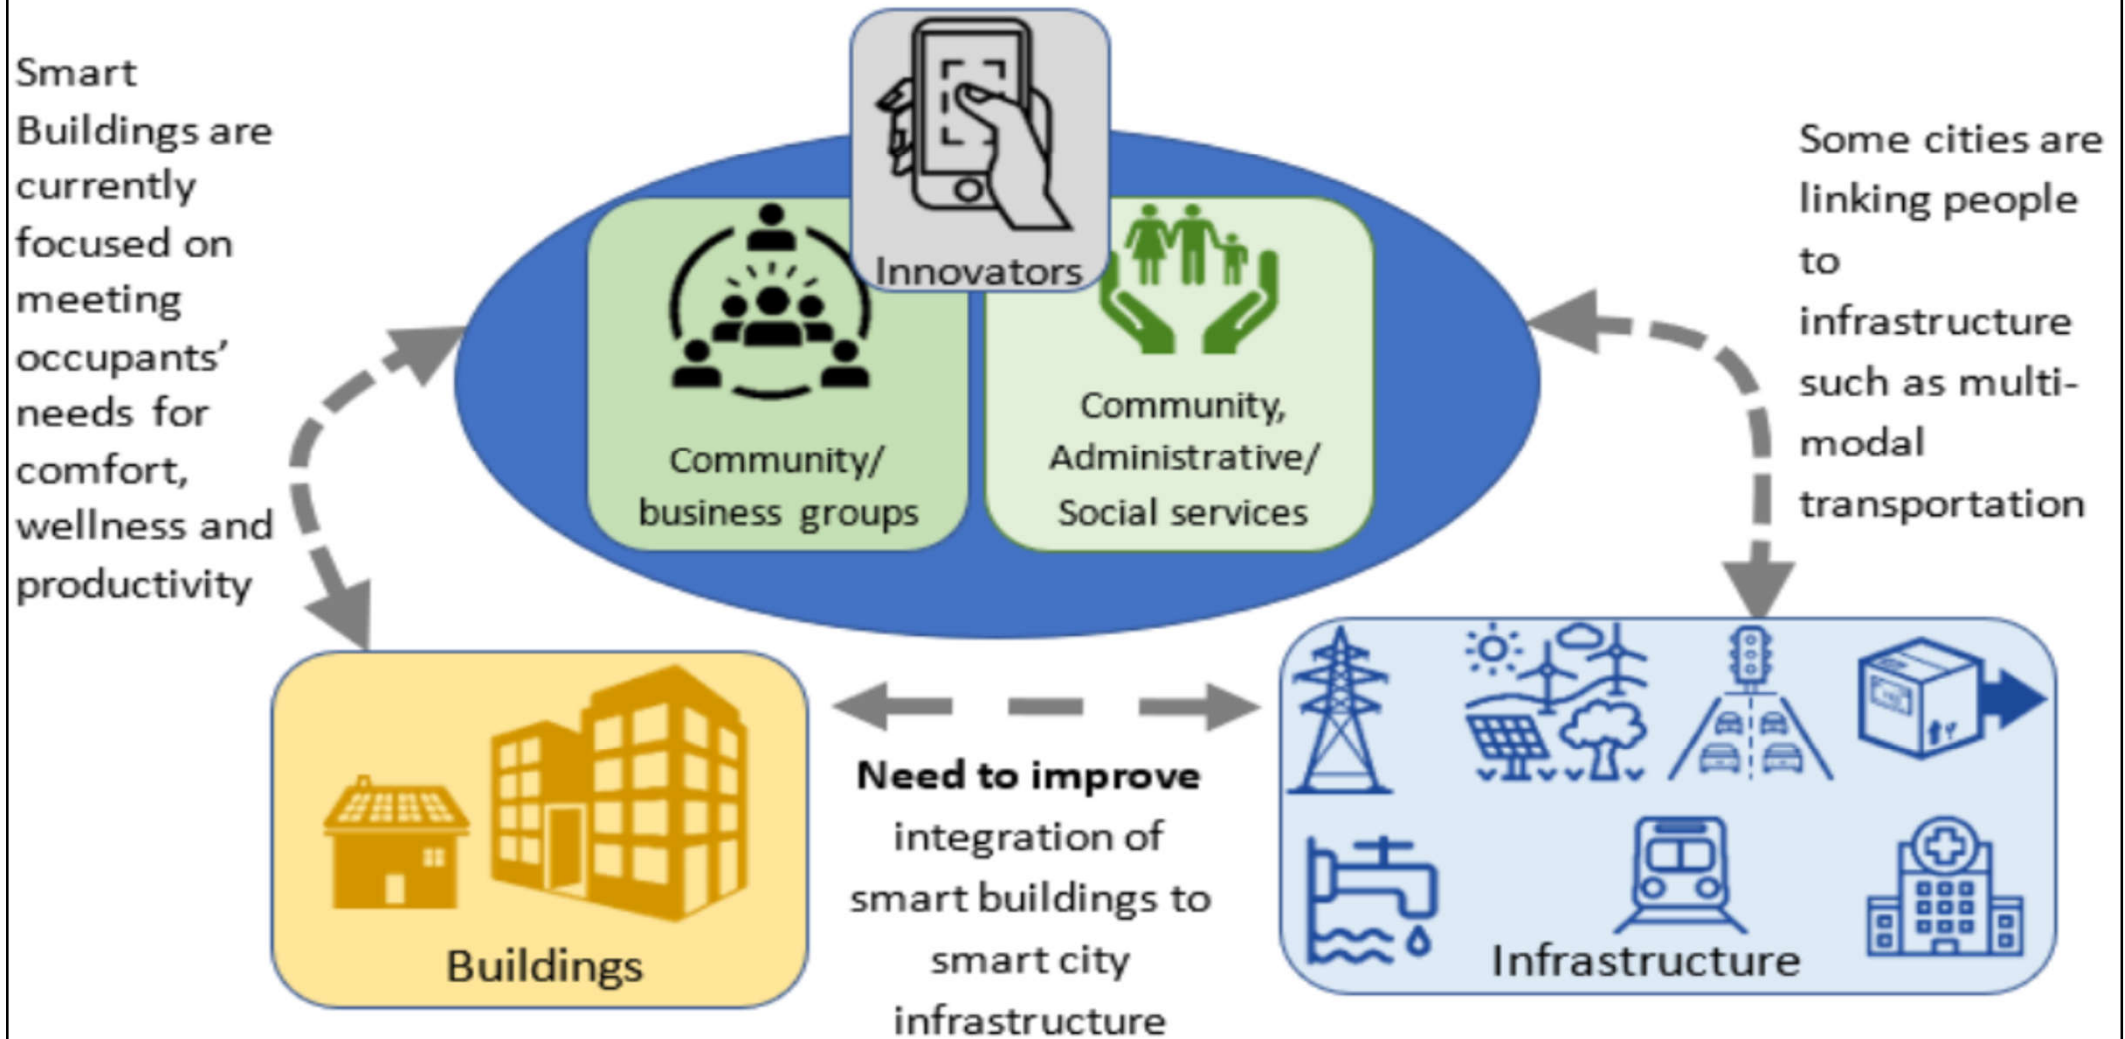 Smart
Buildings are
currently
focused on
meeting
occupants’
needs for
comfort,
wellness and
productivity
Innovators
Community/
business groups
Community,
Administrative/
Social services
Some cities are
linking people
to
infrastructure
such as multi-
modal
transportation
Buildings
Need to improve
integration of
smart buildings to
smart city
infrastructure
Infrastructure